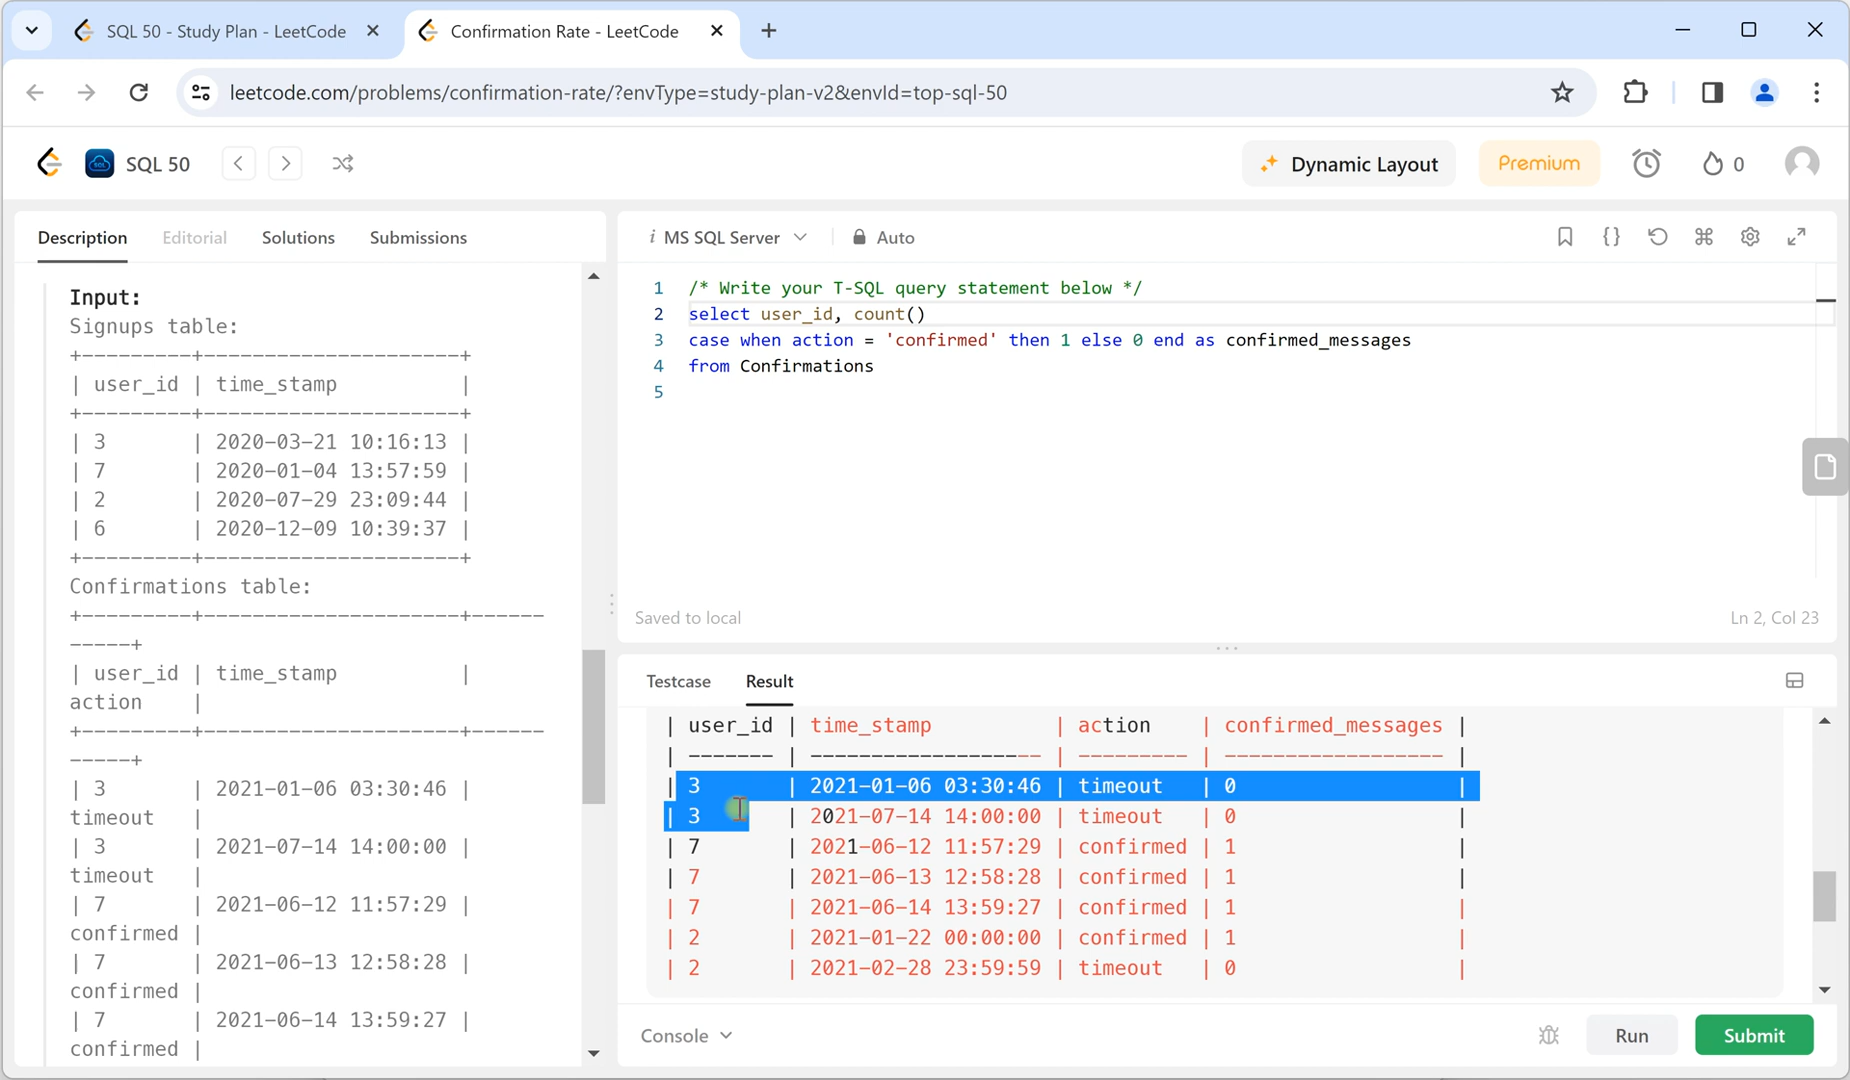 SQL 50 - Study Plan - LeetCode
Confirmation Rate - LeetCode
leetcode.com/problems/confirmation-rate/?envType=study-plan-v2&envId=top-sql-50
SQL 50
Dynamic Layout
Premium
0
Description
Editorial
Solutions
Submissions
Input:
Signups table:
+---------+---------------------+
| user_id | time_stamp          |
+---------+---------------------+
| 3       | 2020-03-21 10:16:13 |
| 7       | 2020-01-04 13:57:59 |
| 2       | 2020-07-29 23:09:44 |
| 6       | 2020-12-09 10:39:37 |
+---------+---------------------+
Confirmations table:
+---------+---------------------+------
-----+
| user_id | time_stamp          |
action    |
+---------+---------------------+------
-----+
| 3       | 2021-01-06 03:30:46 |
timeout   |
| 3       | 2021-07-14 14:00:00 |
timeout   |
| 7       | 2021-06-12 11:57:29 |
confirmed |
| 7       | 2021-06-13 12:58:28 |
confirmed |
| 7       | 2021-06-14 13:59:27 |
confirmed |
i MS SQL Server
Auto
1 /* Write your T-SQL query statement below */
2 select user_id, count()
3 case when action = 'confirmed' then 1 else 0 end as confirmed_messages
4 from Confirmations
5
Saved to local
Ln 2, Col 23
Testcase
Result
| user_id | time_stamp          | action    | confirmed_messages |
| ------- | ------------------- | --------- | ------------------ |
| 3       | 2021-01-06 03:30:46 | timeout   | 0                  |
| 3       | 2021-07-14 14:00:00 | timeout   | 0                  |
| 7       | 2021-06-12 11:57:29 | confirmed | 1                  |
| 7       | 2021-06-13 12:58:28 | confirmed | 1                  |
| 7       | 2021-06-14 13:59:27 | confirmed | 1                  |
| 2       | 2021-01-22 00:00:00 | confirmed | 1                  |
| 2       | 2021-02-28 23:59:59 | timeout   | 0                  |
Console
Run
Submit